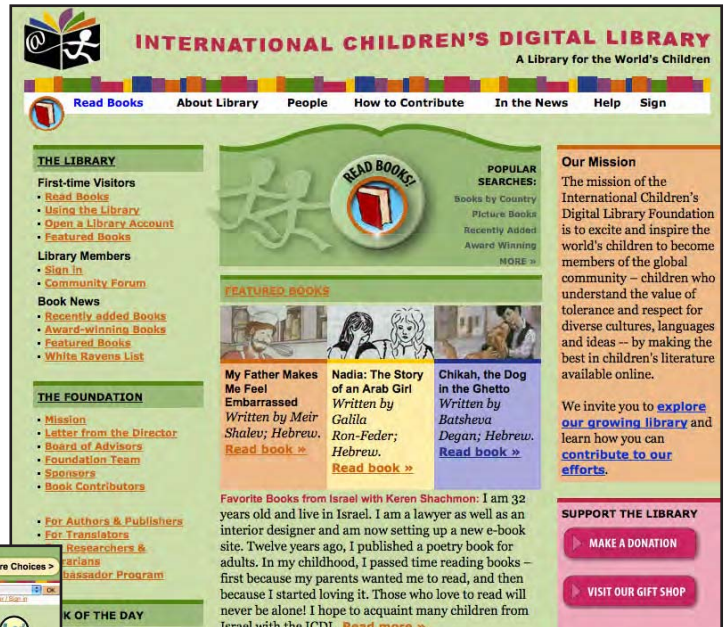 INTERNATIONAL CHILDREN'S DIGITAL LIBRARY
A Library for the World's Children
Read Books About Library People How to Contribute In the News Help Sign
THE LIBRARY
First-time Visitors
Read Books
Using the Library
Open a Library Account
Featured Books
Library Members
Sign in
Community Forum
Book News
Recently added Books
Award-winning Books
Featured Books
White Ravens List
THE FOUNDATION
Mission
Letter from the Director
Board of Advisors
Foundation Team
Sponsors
Book Contributors
For Authors & Publishers
For Translators
Researchers &
Program
K OF THE DAY
re Choices >
OK
READ BOOKS!
POPULAR
SEARCHES:
Books by Country
Picture Books
Recently Added
Award Winning
MORE »
FEATURED BOOKS
My Father Makes
Me Feel
Embarrassed
Written by Meir
Shalev; Hebrew.
Read book »
Nadia: The Story
of an Arab Girl
Written by
Galila
Ron-Feder;
Hebrew.
Read book »
Chikah, the Dog
in the Ghetto
Written by
Batsheva
Degan; Hebrew.
Read book »
Favorite Books from Israel with Keren Shachmon: I am 32
years old and live in Israel. I am a lawyer as well as an
interior designer and am now setting up a new e-book
site. Twelve years ago, I published a poetry book for
adults. In my childhood, I passed time reading books –
first because my parents wanted me to read, and then
because I started loving it. Those who love to read will
never be alone! I hope to acquaint many children from
Israel with the ICDL. Read more »
Our Mission
The mission of the
International Children's
Digital Library Foundation
is to excite and inspire the
world's children to become
members of the global
community – children who
understand the value of
tolerance and respect for
diverse cultures, languages
and ideas -- by making the
best in children's literature
available online.
We invite you to explore
our growing library and
learn how you can
contribute to our
efforts.
SUPPORT THE LIBRARY
MAKE A DONATION
VISIT OUR GIFT SHOP